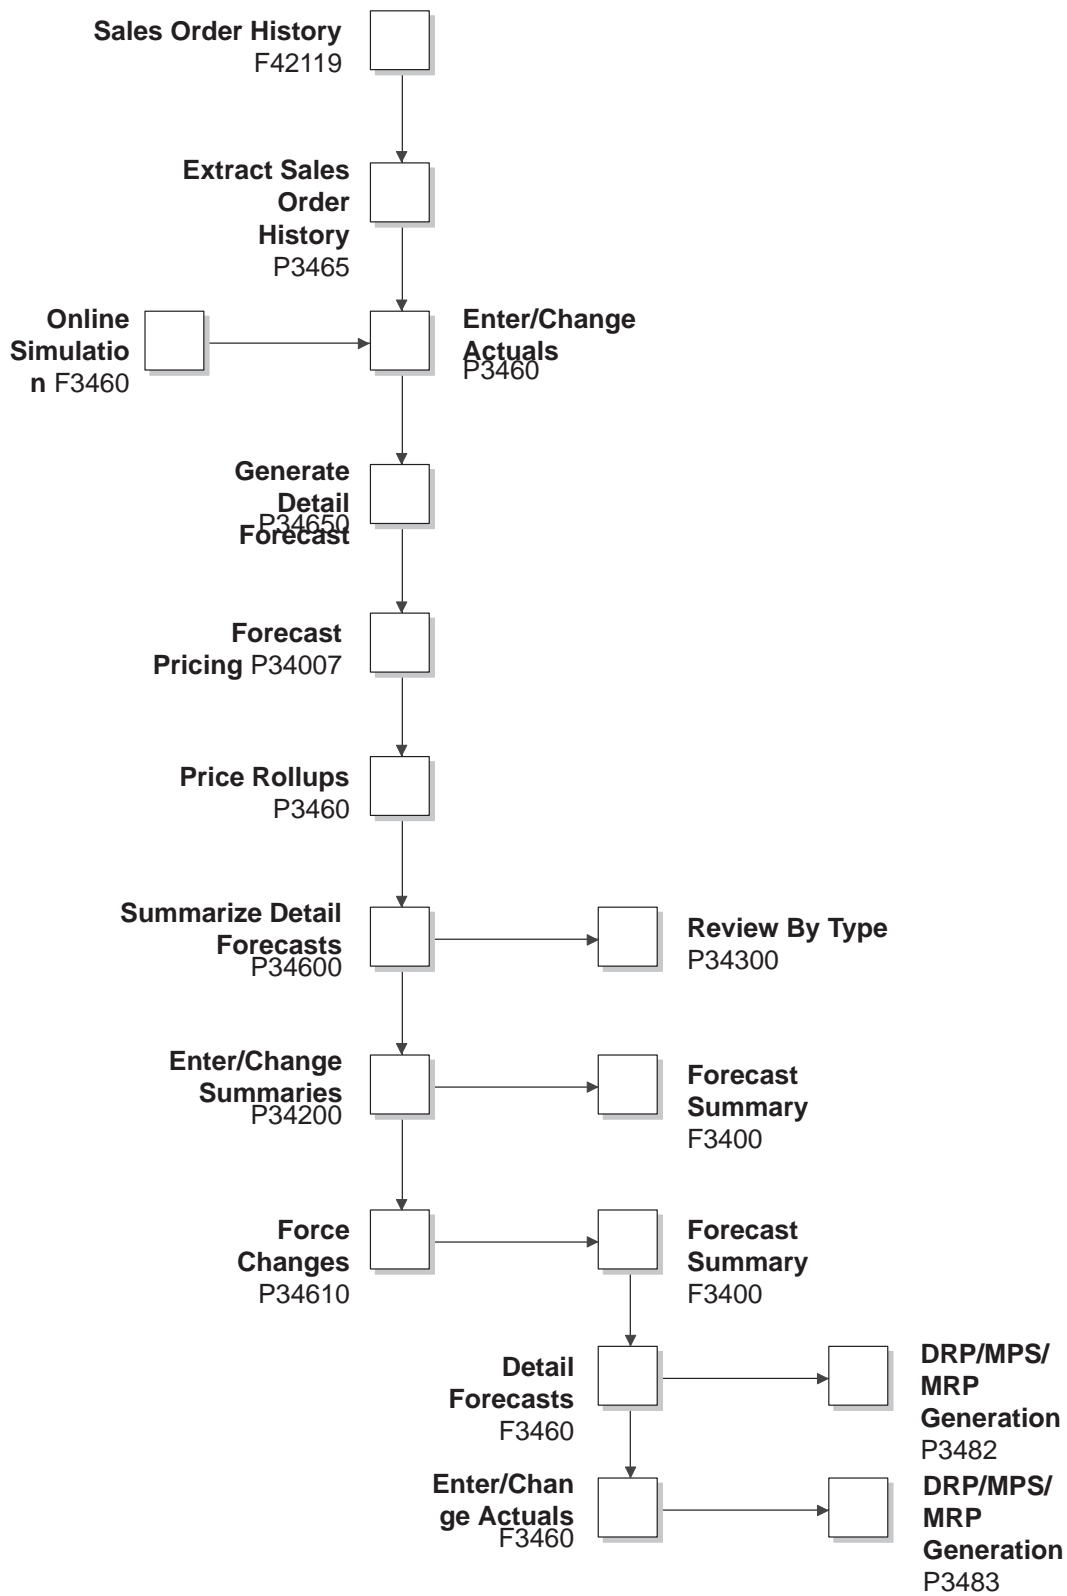 Sales Order History
F42119
Extract Sales
Order
History
P3465
Online
Simulatio
n F3460
Enter/Change
Actuals
P3460
Generate
Detail
P34650
Forecast
Forecast
Pricing P34007
Price Rollups
P3460
Summarize Detail
Forecasts
P34600
Review By Type
P34300
Enter/Change
Summaries
P34200
Forecast
Summary
F3400
Force
Changes
P34610
Forecast
Summary
F3400
Detail
Forecasts
F3460
DRP/MPS/
MRP
Generation
P3482
Enter/Chan
ge Actuals
F3460
DRP/MPS/
MRP
Generation
P3483